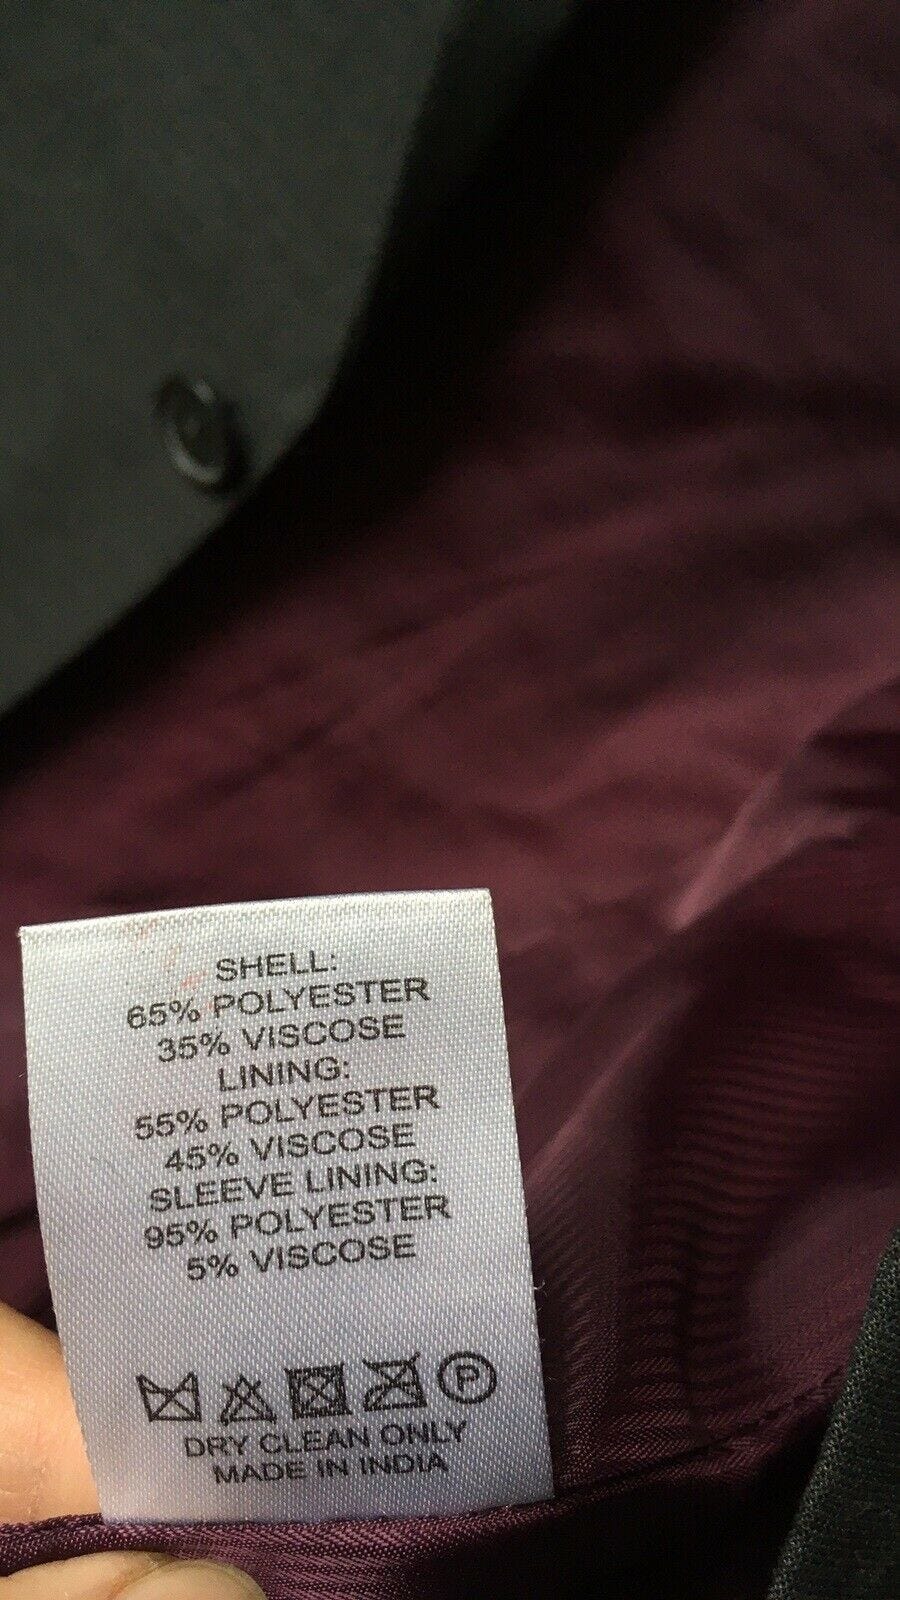 SHELL:
65% POLYESTER
35% VISCOSE
LINING:
55% POLYESTER
45% VISCOSE
SLEEVE LINING:
95% POLYESTER
5% VISCOSE
P
DRY CLEAN ONLY
MADE IN INDIA